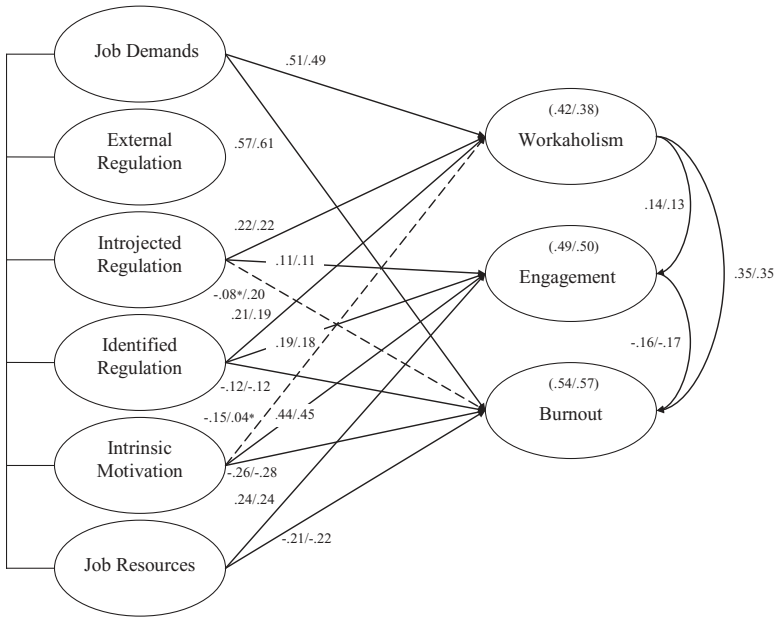 Job Demands
.51/.49
(.42/.38)
Workaholism
External
Regulation
.57/.61
.14/.13
.22/.22
Introjected
Regulation
.11/.11
(.49/.50)
Engagement
.35/.35
-.08*/.20
.21/.19
Identified
Regulation
.19/.18
-.16/-.17
-.12/-.12
(.54/.57)
Burnout
-.15/.04*
.44/.45
Intrinsic
Motivation
-.26/-.28
.24/.24
-.21/-.22
Job Resources